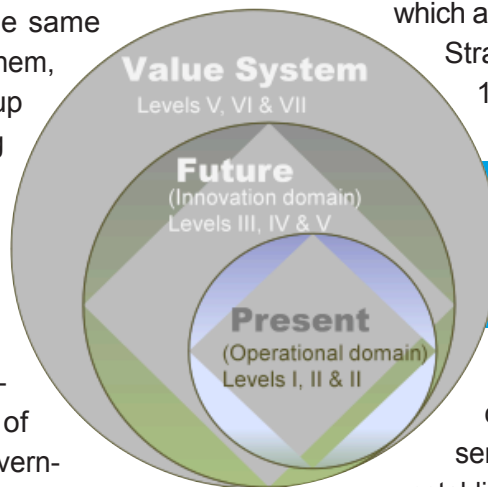 e same
hem,
up
g
-
of
vern-
which a
Stra
1
Value System
Levels V, VI & VII
Future
(Innovation domain)
Levels III, IV & V
Present
(Operational domain)
Levels I, II & II
ser